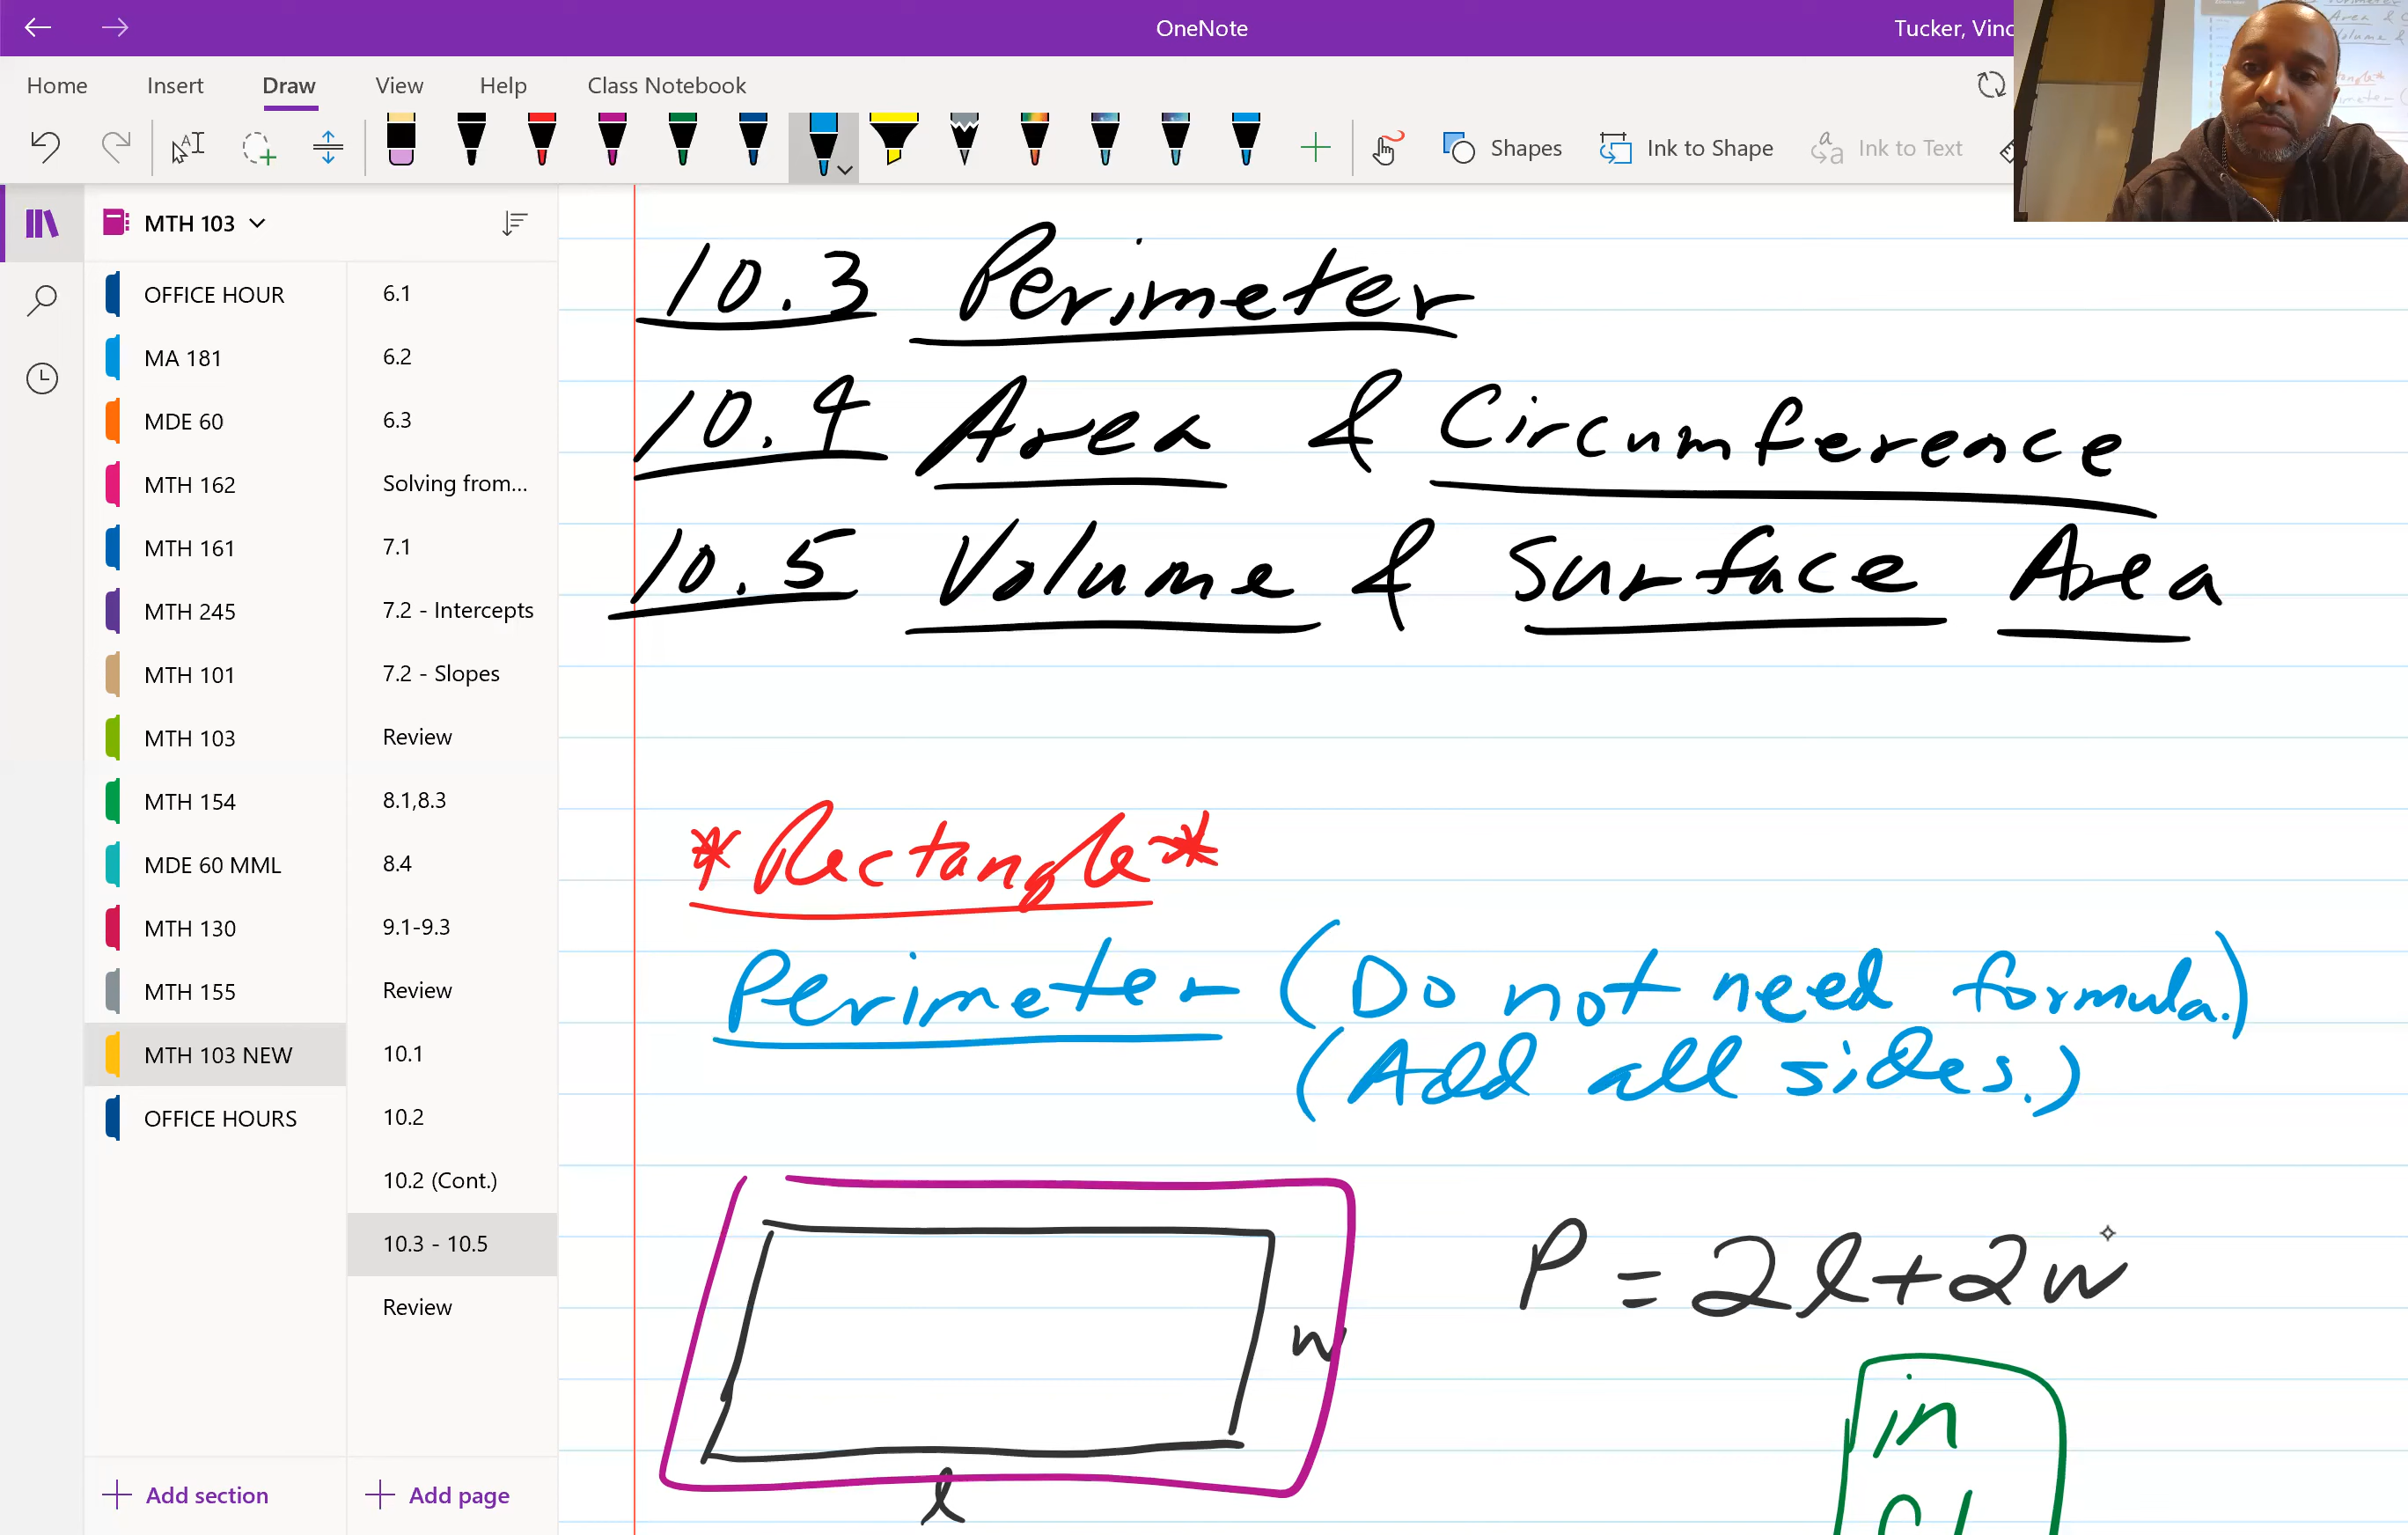 OneNote
Tucker, Vinc
Home Insert Draw View Help Class Notebook
Shapes Ink to Shape Ink to Text
MTH 103
OFFICE HOUR
MA 181
MDE 60
MTH 162
MTH 161
MTH 245
MTH 101
MTH 103
MTH 154
MDE 60 MML
MTH 130
MTH 155
MTH 103 NEW
OFFICE HOURS
Add section
6.1
6.2
6.3
Solving from...
7.1
7.2 - Intercepts
7.2 - Slopes
Review
8.1,8.3
8.4
9.1-9.3
Review
10.1
10.2
10.2 (Cont.)
10.3 - 10.5
Review
Add page
10.3 Perimeter
10.4 Area & Circumference
10.5 Volume & Surface Area
*Rectangle*
Perimeter (Do not need formula.)
(Add all sides.)
P = 2l + 2w
w
l
in